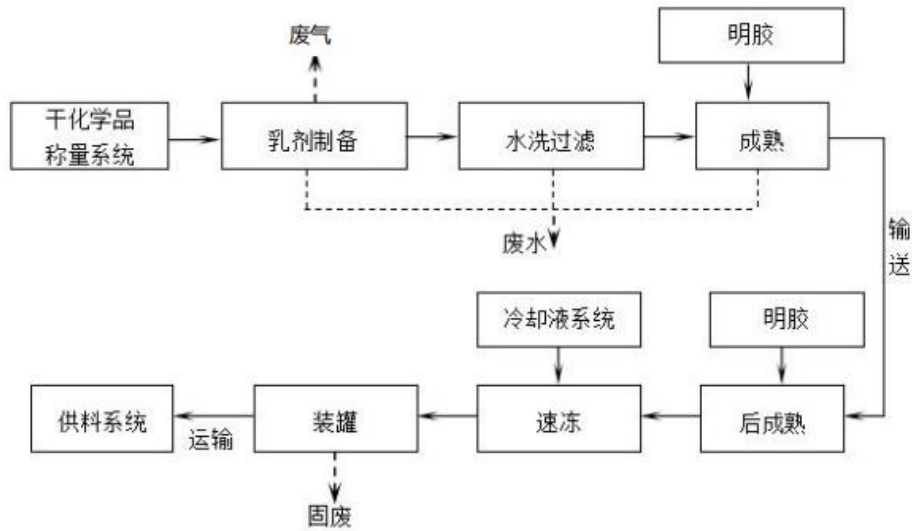 废气
明胶
干化学品
称量系统
乳剂制备
水洗过滤
成熟
废水
输
送
冷却液系统
明胶
供料系统
运输
装罐
速冻
后成熟
固废